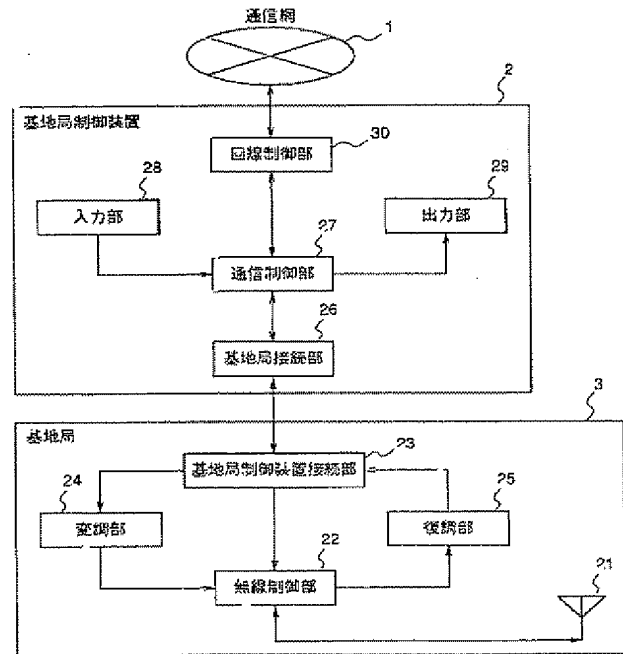 通信網
1
2
基地局制御装置
回線制御部
30
28
入力部
29
出力部
27
通信制御部
26
基地局接続部
3
基地局
23
基地局制御装置接続部
24
変調部
25
復調部
22
無線制御部
21